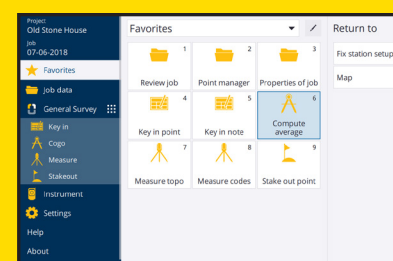 Project
Old Stone House
Job
07-06-2018
Favorites
Job data
General Survey
Key in
Cogo
Measure
Stakeout
Instrument
Settings
Help
About
Favorites
1
Review job
2
Point manager
3
Properties of job
4
Key in point
5
Key in note
6
Compute
average
7
Measure topo
8
Measure codes
9
Stake out point
Return to
Fix station setup
Map